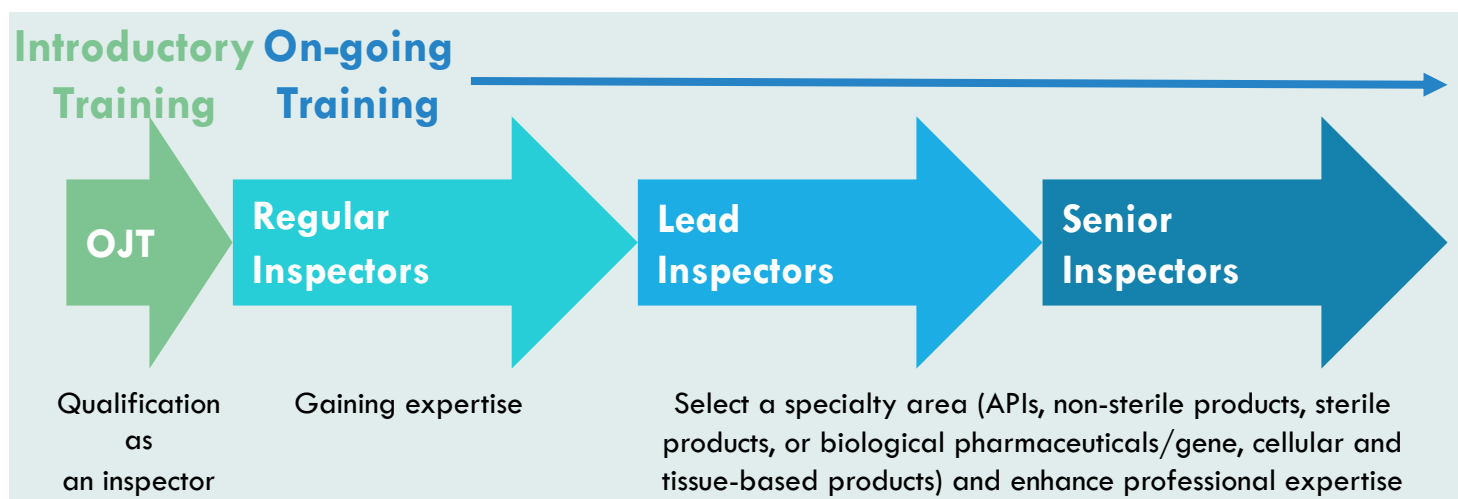 Introductory
Training
On-going
Training
OJT
Regular
Inspectors
Lead
Inspectors
Senior
Inspectors
Qualification
as
an inspector
Gaining expertise
Select a specialty area (APIs, non-sterile products, sterile
products, or biological pharmaceuticals/gene, cellular and
tissue-based products) and enhance professional expertise